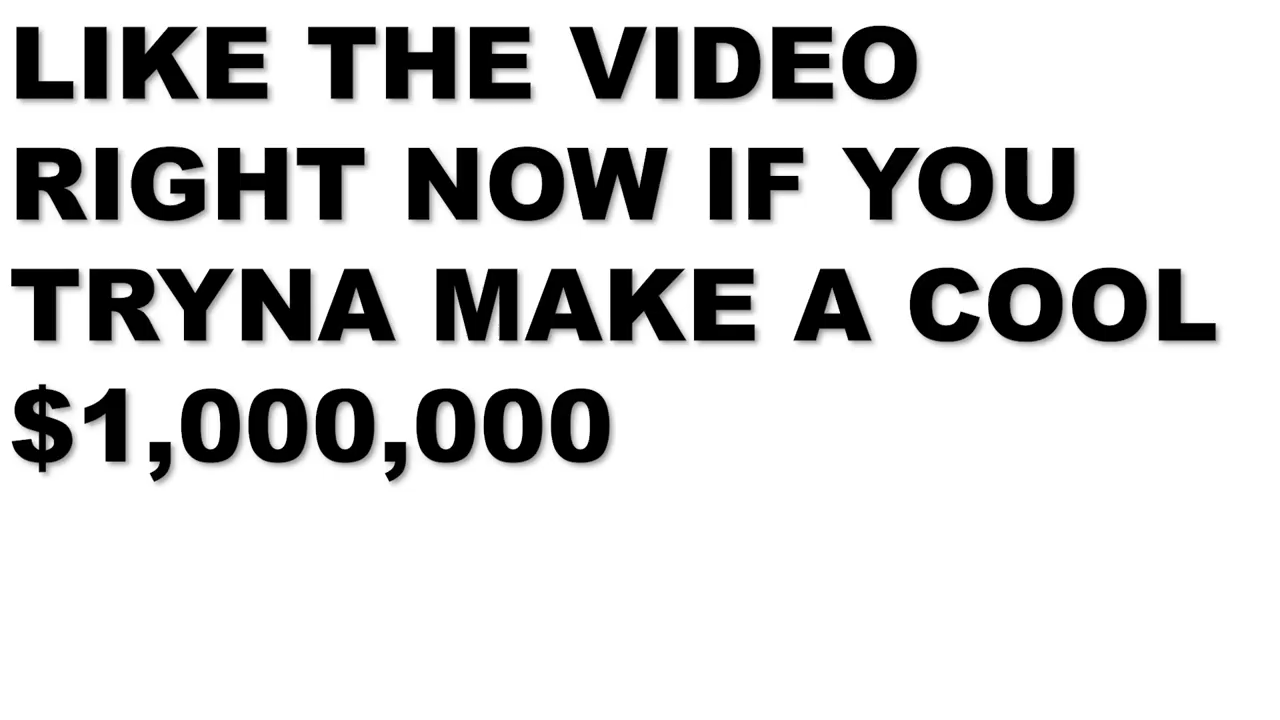 LIKE THE VIDEO
RIGHT NOW IF YOU
TRYNA MAKE A COOL
$1,000,000